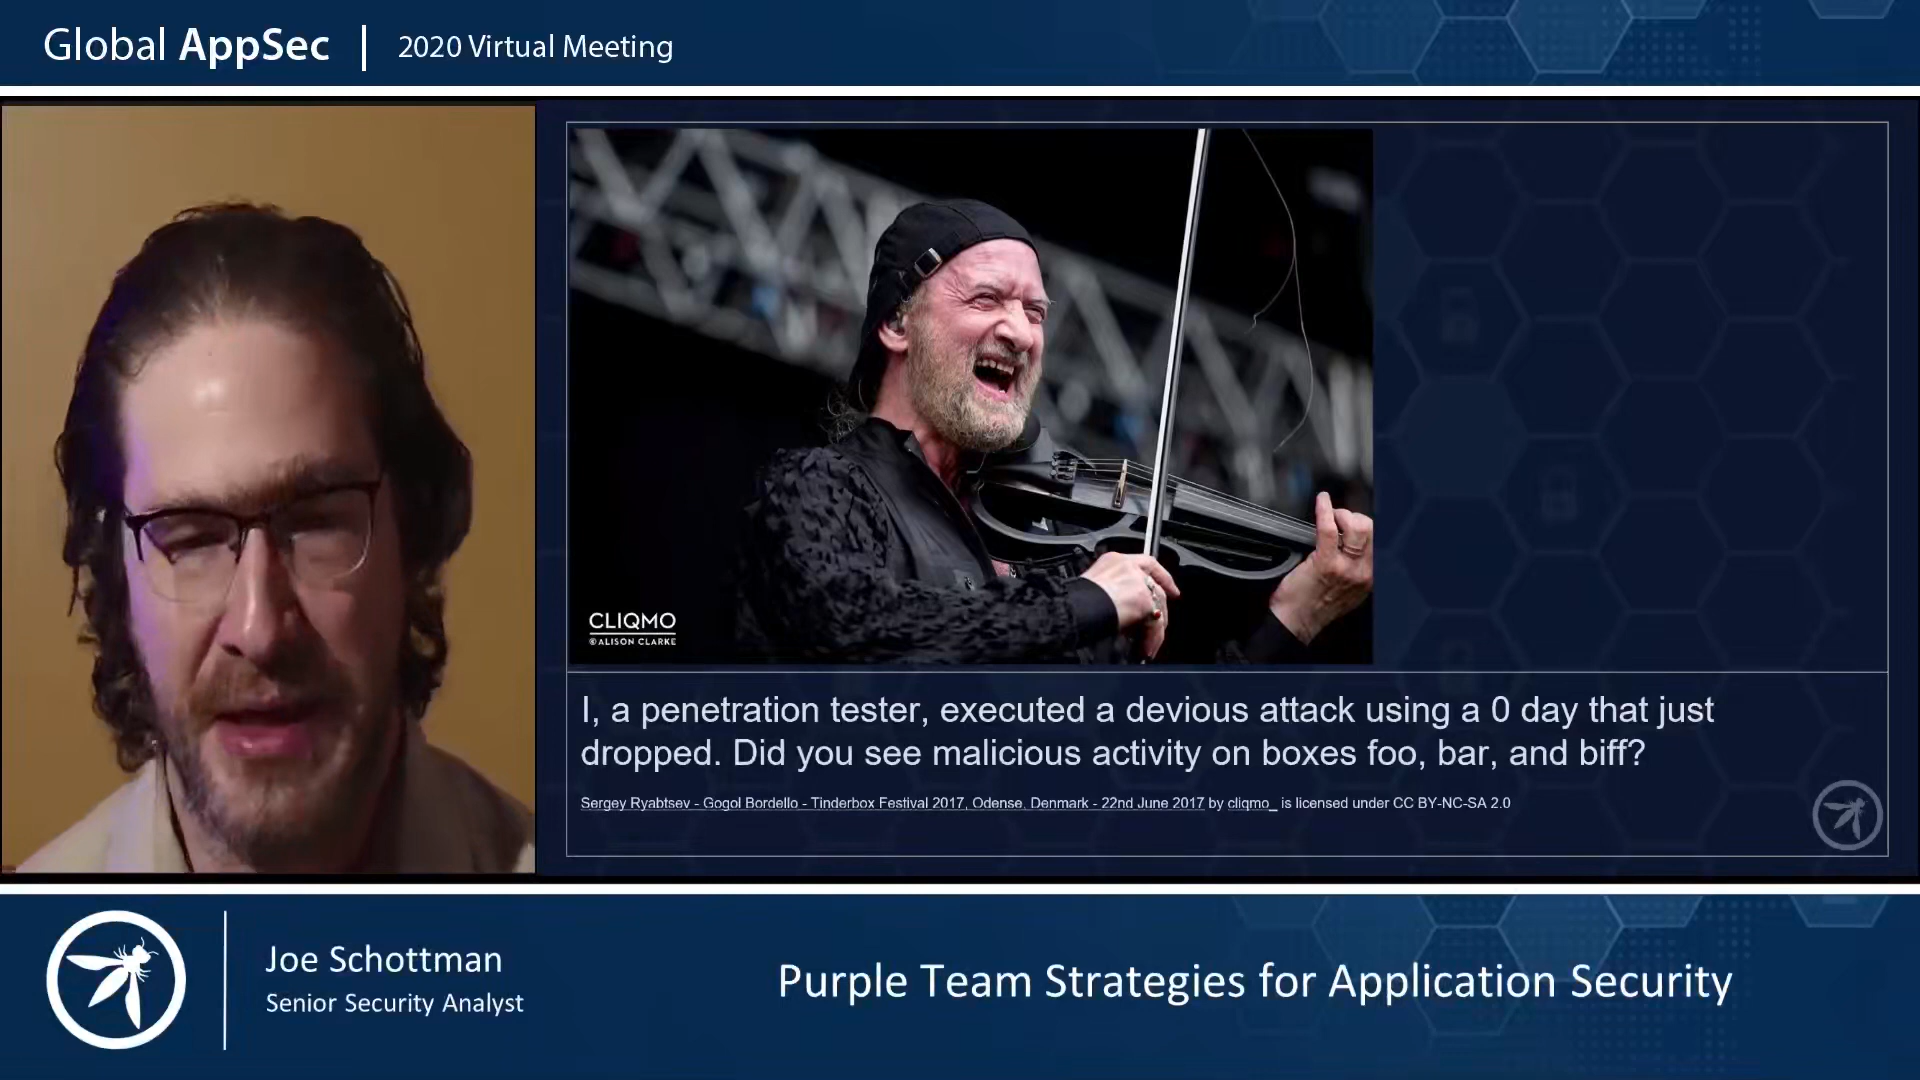 Global AppSec | 2020 Virtual Meeting
CLIQMO
© ALISON CLARKE
I, a penetration tester, executed a devious attack using a 0 day that just
dropped. Did you see malicious activity on boxes foo, bar, and biff?
Sergey Ryabtsev - Gogol Bordello - Tinderbox Festival 2017, Odense, Denmark - 22nd June 2017 by cliqmo_ is licensed under CC BY-NC-SA 2.0
Joe Schottman
Senior Security Analyst
Purple Team Strategies for Application Security